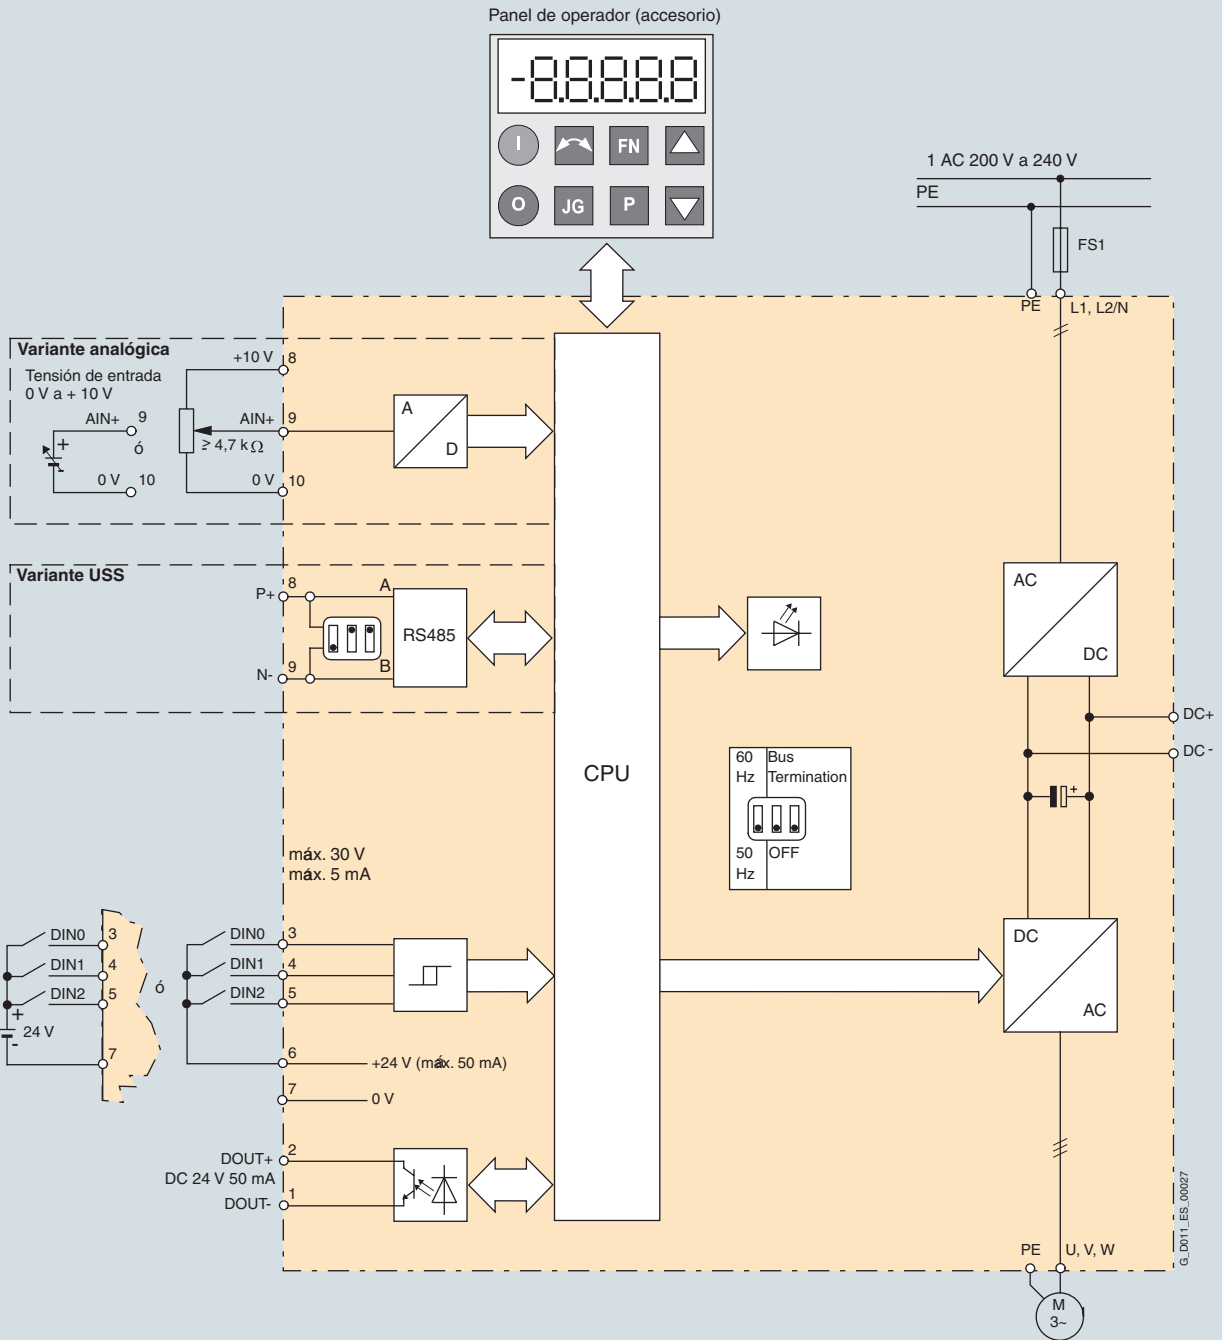 Panel de operador (accesorio)
-8.8.8.8.8
I
FN
O
JG
P
1 AC 200 V a 240 V
PE
FS1
PE
L1, L2/N
Variante analógica
Tensión de entrada
0 V a + 10 V
AIN+ 9
+
ó
-
0 V 10
+10 V 8
AIN+ 9
≥ 4,7 k Ω
0 V 10
A
D
Variante USS
P+ 8
A
RS485
B
N- 9
CPU
AC
DC
DC+
DC -
+
60 Hz
Bus Termination
50 Hz
OFF
máx. 30 V
máx. 5 mA
DIN0 3
DIN1 4
DIN2 5
+
24 V
-
7
ó
DIN0 3
DIN1 4
DIN2 5
6
+24 V (máx. 50 mA)
7
0 V
DC
AC
DOUT+ 2
DC 24 V 50 mA
DOUT- 1
PE
U, V, W
M
3~
G_D011_ES_00027